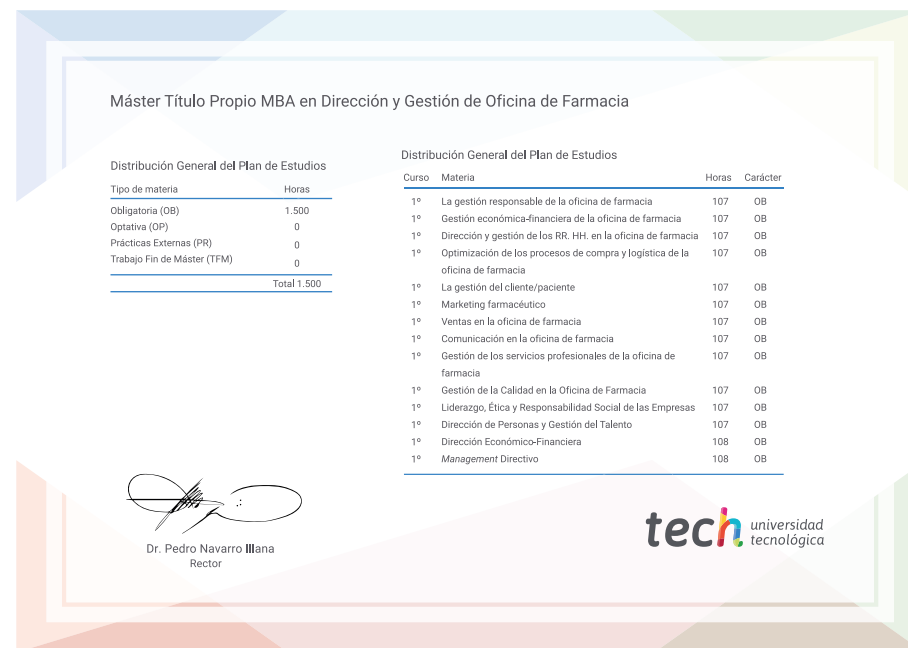 Máster Título Propio MBA en Dirección y Gestión de Oficina de Farmacia
Distribución General del Plan de Estudios
Tipo de materia Horas
Obligatoria (OB) 1.500
Optativa (OP) 0
Prácticas Externas (PR) 0
Trabajo Fin de Máster (TFM) 0
Total 1.500
Distribución General del Plan de Estudios
Curso Materia Horas Carácter
1º La gestión responsable de la oficina de farmacia 107 OB
1º Gestión económica-financiera de la oficina de farmacia 107 OB
1º Dirección y gestión de los RR. HH. en la oficina de farmacia 107 OB
1º Optimización de los procesos de compra y logística de la 107 OB
oficina de farmacia
1º La gestión del cliente/paciente 107 OB
1º Marketing farmacéutico 107 OB
1º Ventas en la oficina de farmacia 107 OB
1º Comunicación en la oficina de farmacia 107 OB
1º Gestión de los servicios profesionales de la oficina de 107 OB
farmacia
1º Gestión de la Calidad en la Oficina de Farmacia 107 OB
1º Liderazgo, Ética y Responsabilidad Social de las Empresas 107 OB
1º Dirección de Personas y Gestión del Talento 107 OB
1º Dirección Económico-Financiera 108 OB
1º Management Directivo 108 OB
Dr. Pedro Navarro Illana
Rector
tech universidad
tecnológica